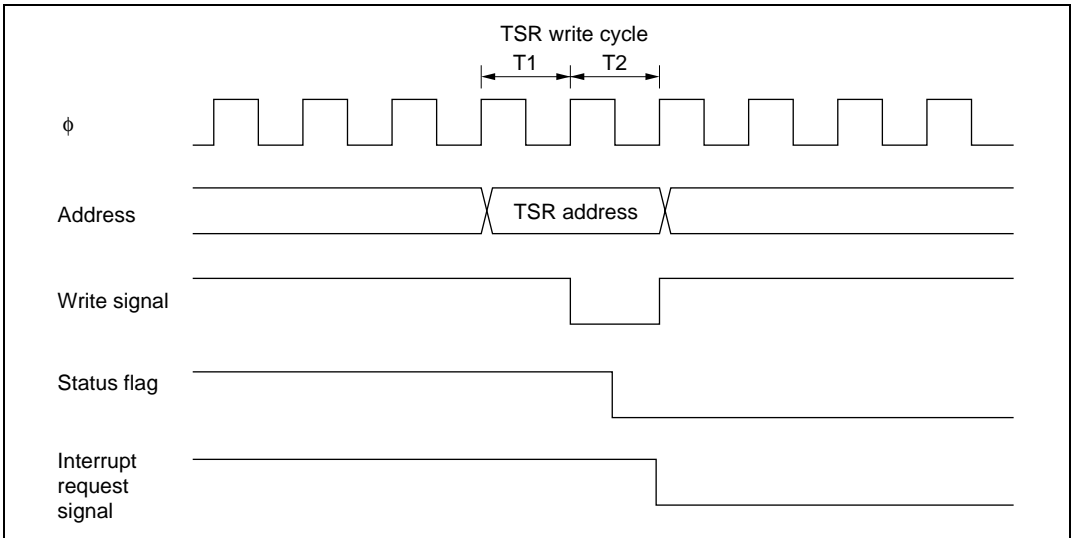 TSR write cycle
T1 T2
ϕ
Address
TSR address
Write signal
Status flag
Interrupt
request
signal